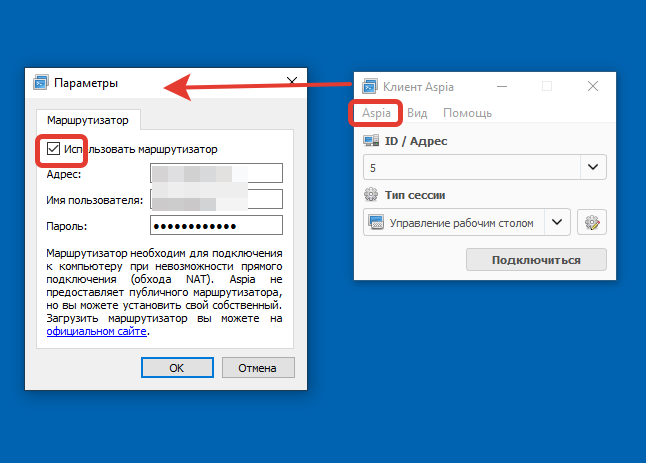 Параметры
Маршрутизатор
Использовать маршрутизатор
Адрес:
Имя пользователя:
Пароль: ●●●●●●●●●●●●
Маршрутизатор необходим для подключения
к компьютеру при невозможности прямого
подключения (обхода NAT). Aspia не
предоставляет публичного маршрутизатора,
но вы можете установить свой собственный.
Загрузить маршрутизатор вы можете на
официальном сайте.
ОК
Отмена
Клиент Aspia
Aspia Вид Помощь
ID / Адрес
5
Тип сессии
Управление рабочим столом
Подключиться